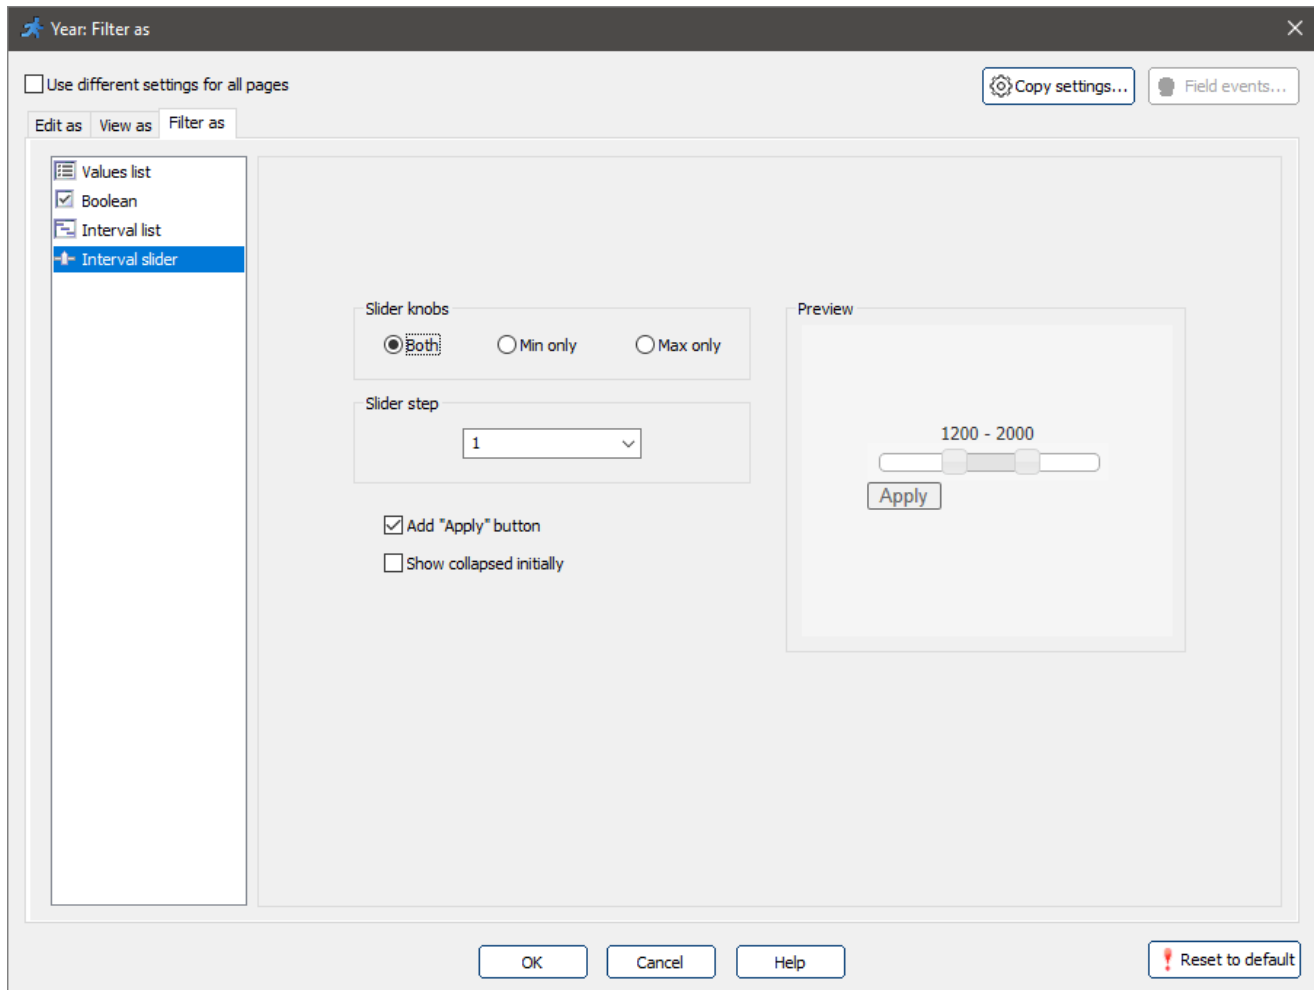 Year: Filter as
Use different settings for all pages
Copy settings...
Field events...
Edit as
View as
Filter as
Values list
Boolean
Interval list
Interval slider
Slider knobs
Both
Min only
Max only
Slider step
1
Add "Apply" button
Show collapsed initially
Preview
1200 - 2000
Apply
OK
Cancel
Help
Reset to default